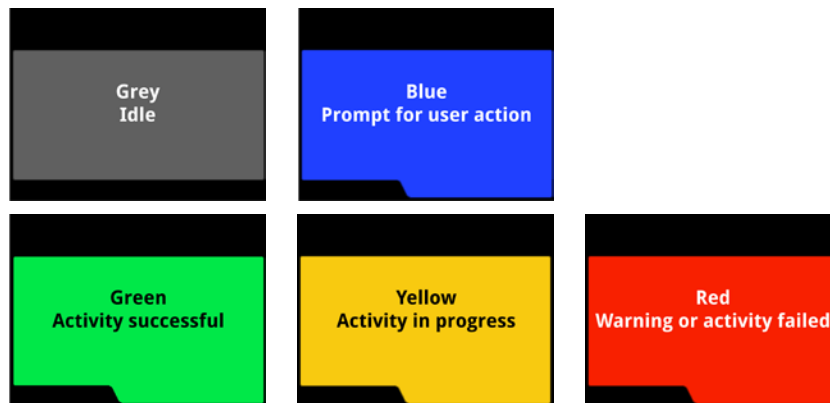 Grey
Idle
Blue
Prompt for user action
Green
Activity successful
Yellow
Activity in progress
Red
Warning or activity failed